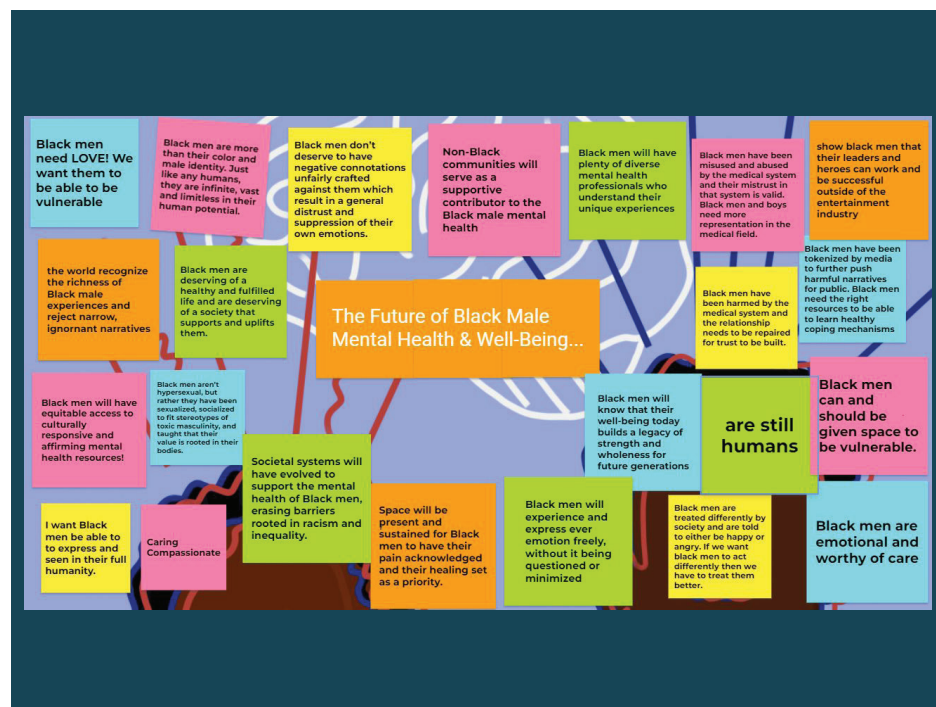 Black men
need LOVE! We
want them to
be able to be
vulnerable
Black men are more
than their color and
male identity. Just
like any humans,
they are infinite, vast
and limitless in their
human potential.
Black men don't
deserve to have
negative connotations
unfairly crafted
against them which
result in a general
distrust and
suppression of their
own emotions.
Non-Black
communities will
serve as a
supportive
contributor to the
Black male mental
health
Black men will have
plenty of diverse
mental health
professionals who
understand their
unique experiences
Black men have been
misused and abused
by the medical system
and their mistrust in
that system is valid.
Black men and boys
need more
representation in the
medical field.
show black men that
their leaders and
heroes can work and
be successful
outside of the
entertainment
industry
the world recognize
the richness of
Black male
experiences and
reject narrow,
ignornant narratives
Black men are
deserving of a
healthy and fulfilled
life and are deserving
of a society that
supports and uplifts
them.
The Future of Black Male
Mental Health & Well-Being...
Black men have
been harmed by the
medical system and
the relationship
needs to be repaired
for trust to be built.
Black men have been
tokenized by media
to further push
harmful narratives
for public. Black men
need the right
resources to be able
to learn healthy
coping mechanisms
Black men will have
equitable access to
culturally
responsive and
affirming mental
health resources!
Black men aren't
hypersexual, but
rather they have been
sexualized, socialized
to fit stereotypes of
toxic masculinity, and
taught that their
value is rooted in their
bodies.
Societal systems will
have evolved to
support the mental
health of Black men,
erasing barriers
rooted in racism and
inequality.
Black men will
know that their
well-being today
builds a legacy of
strength and
wholeness for
future generations
are still
humans
Black men
can and
should be
given space to
be vulnerable.
I want Black
men be able to
to express and
seen in their full
humanity.
Caring
Compassionate
Space will be
present and
sustained for Black
men to have their
pain acknowledged
and their healing set
as a priority.
Black men will
experience and
express ever
emotion freely,
without it being
questioned or
minimized
Black men are
treated differently by
society and are told
to either be happy or
angry. If we want
black men to act
differently then we
have to treat them
better.
Black men are
emotional and
worthy of care